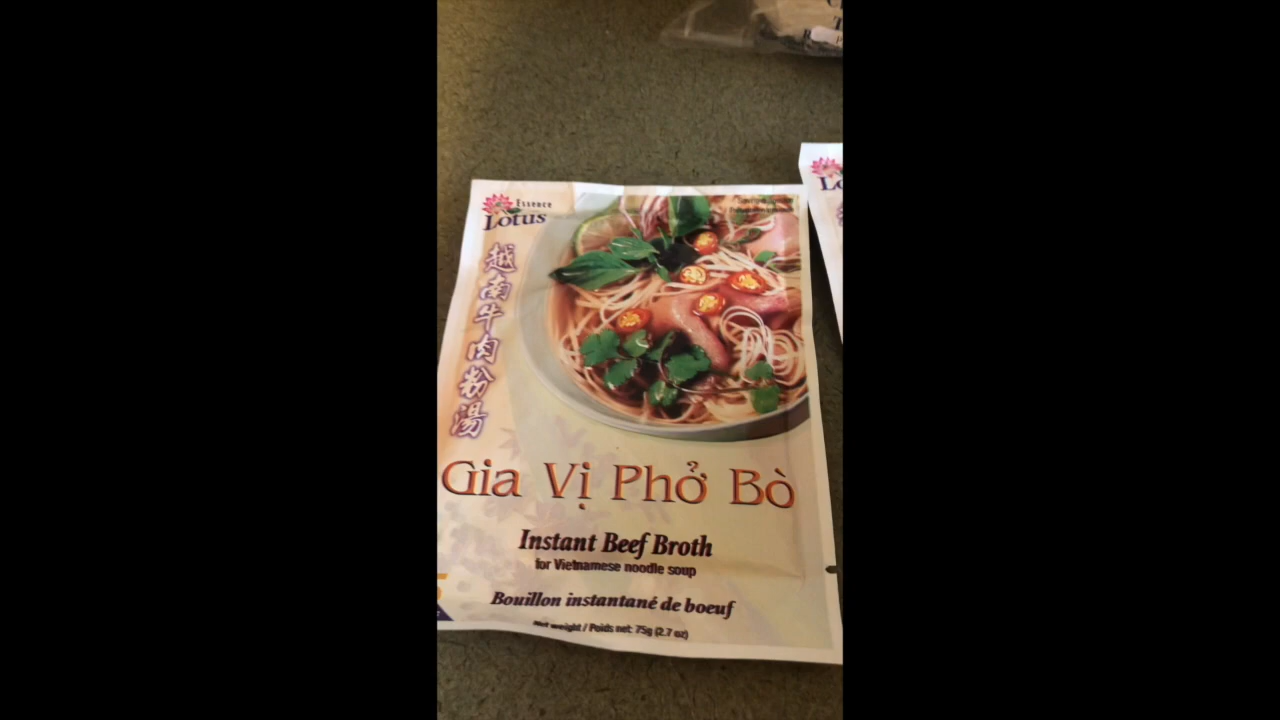 Essence
Lotus
越南牛肉粉湯
Gia Vị Phở Bò
Instant Beef Broth
for Vietnamese noodle soup
Bouillon instantané de boeuf
Net weight / Poids net: 75g (2.7 oz)
Lo